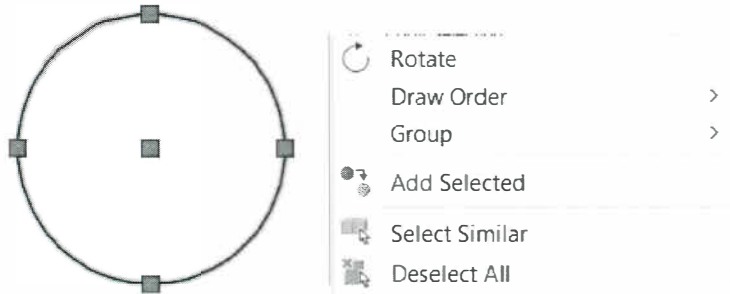 Rotate
Draw Order
Group
Add Selected
Select Similar
Deselect All